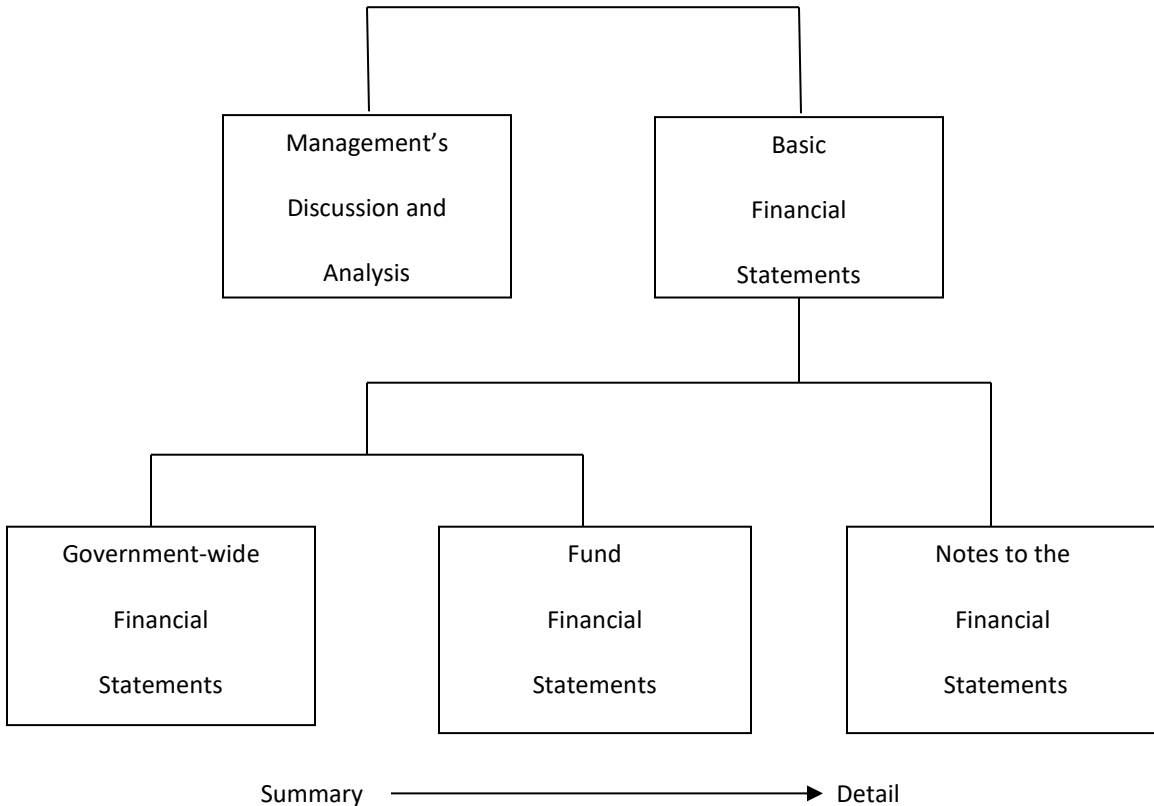 Management’s
Discussion and
Analysis
Basic
Financial
Statements
Government-wide
Financial
Statements
Fund
Financial
Statements
Notes to the
Financial
Statements
Summary
Detail